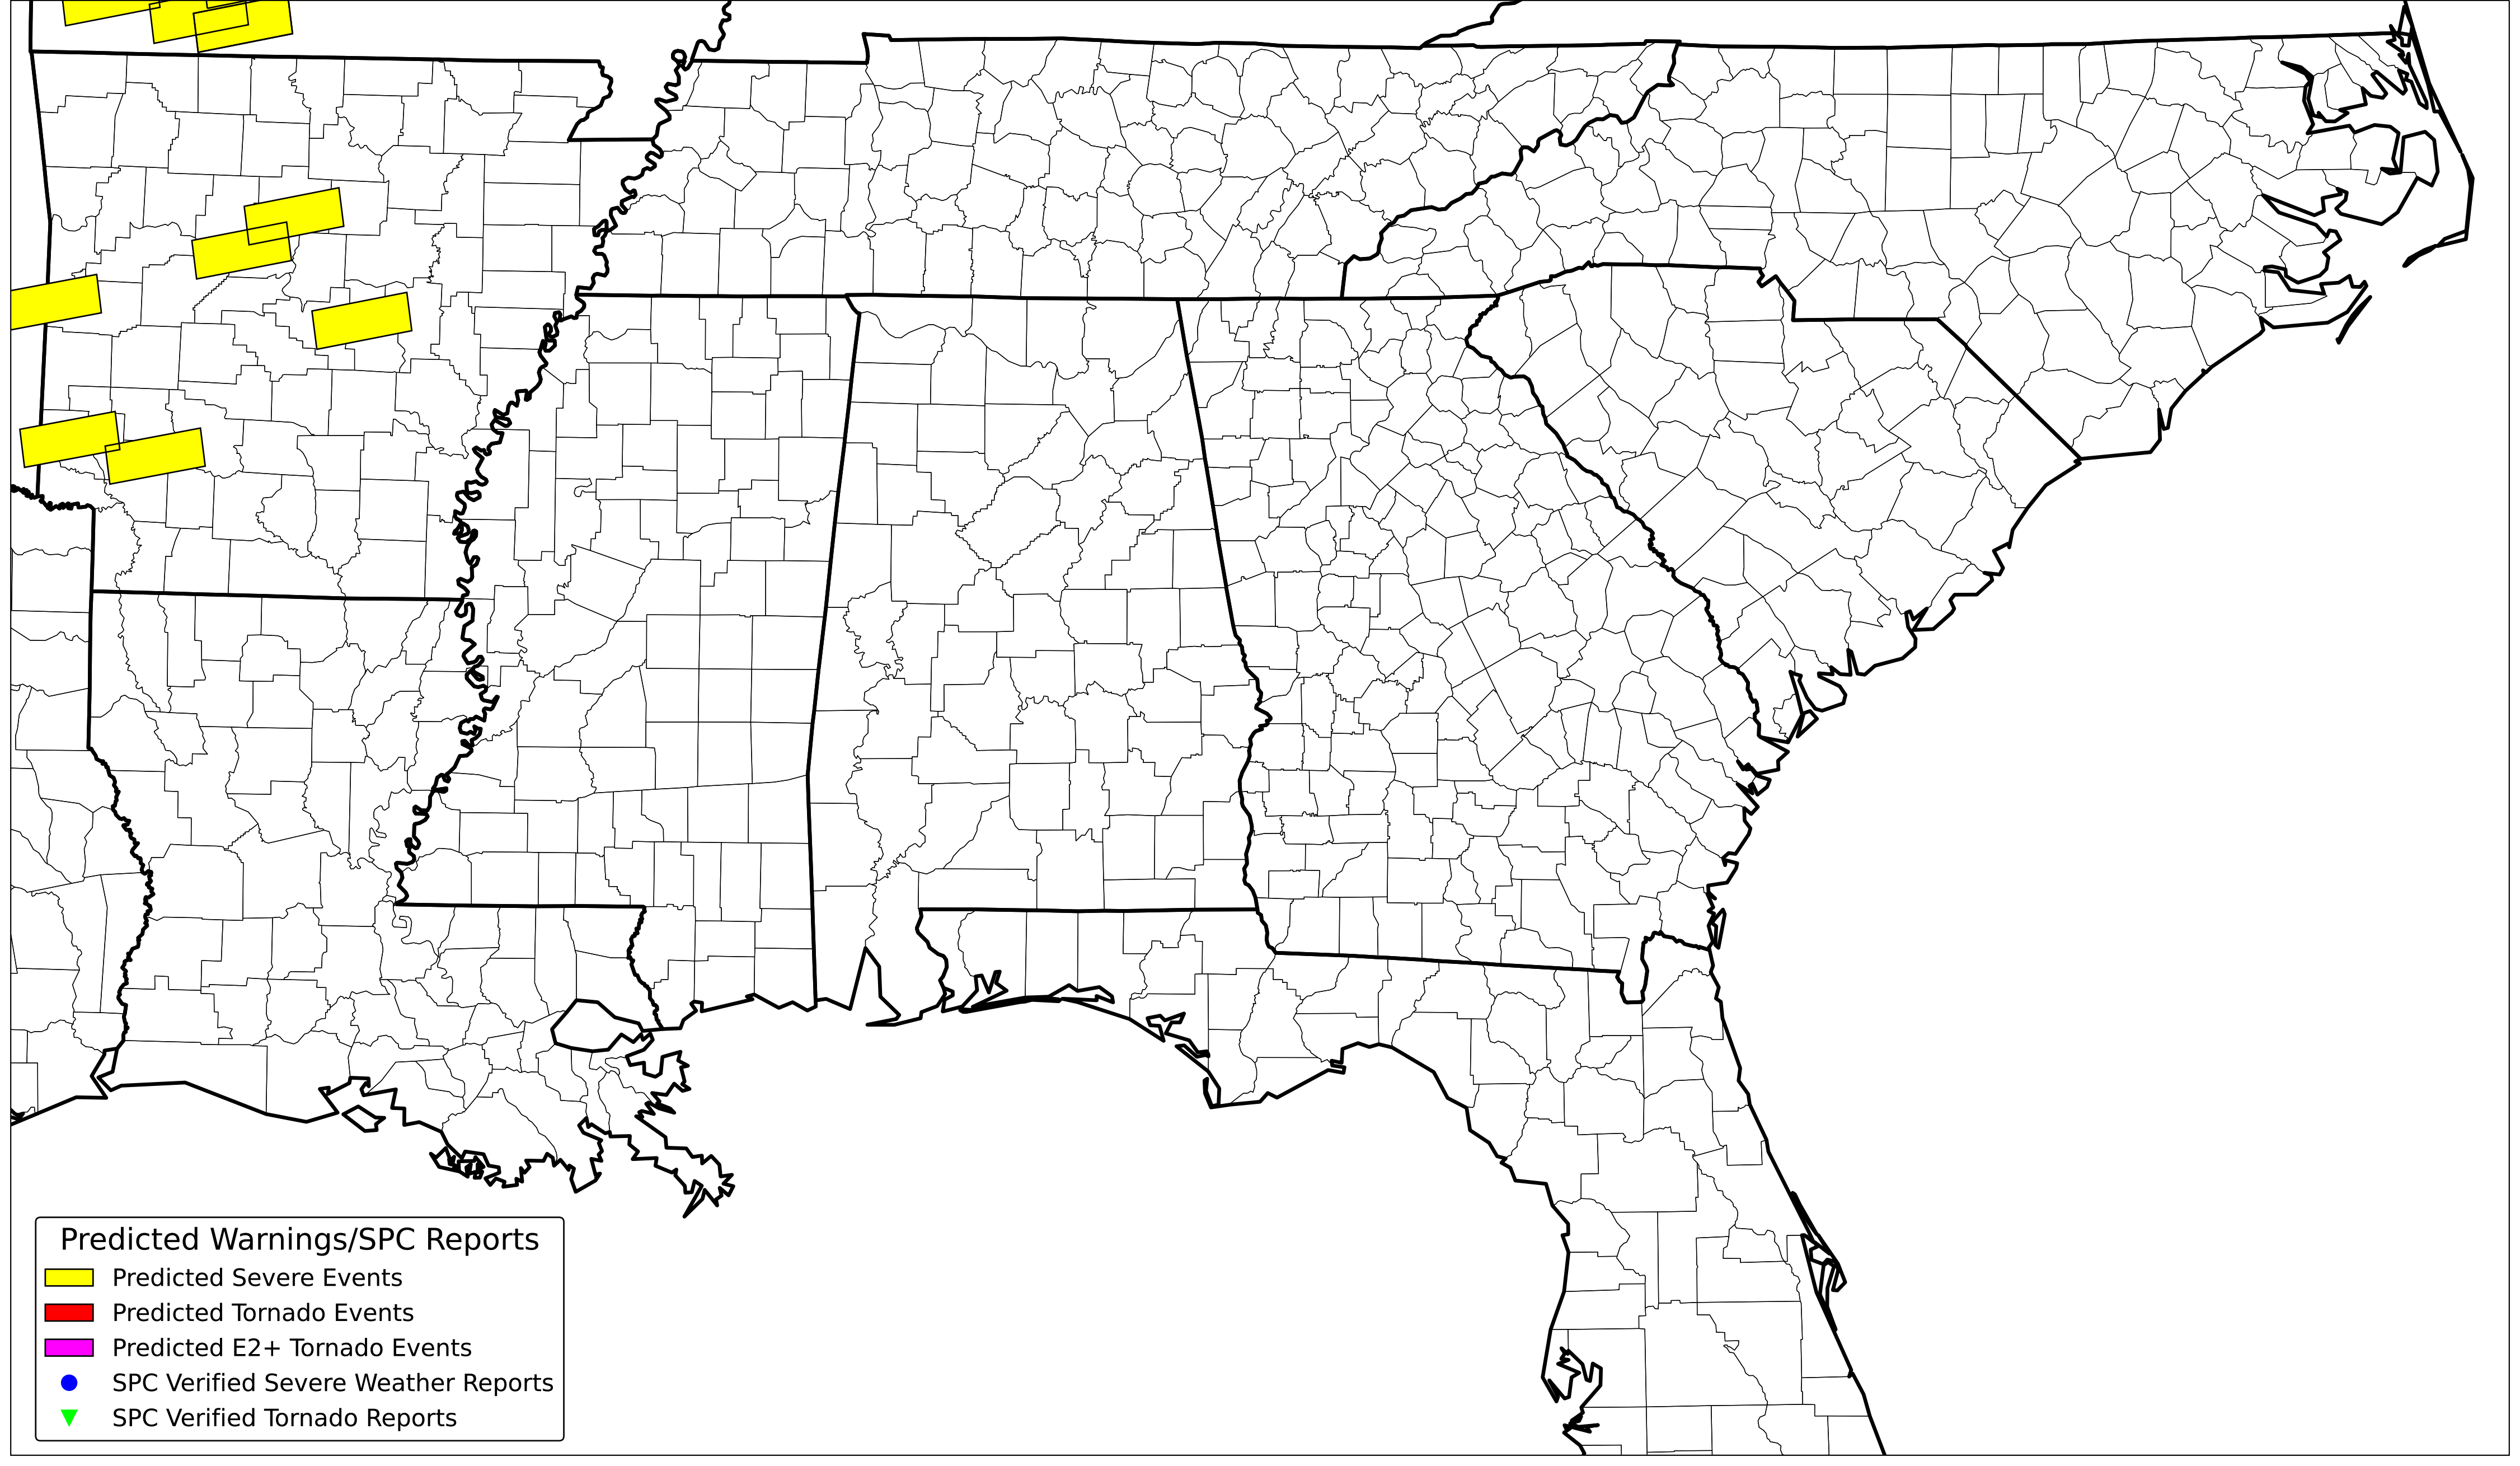 Predicted Warnings/SPC Reports
Predicted Severe Events
Predicted Tornado Events
Predicted E2+ Tornado Events
SPC Verified Severe Weather Reports
SPC Verified Tornado Reports